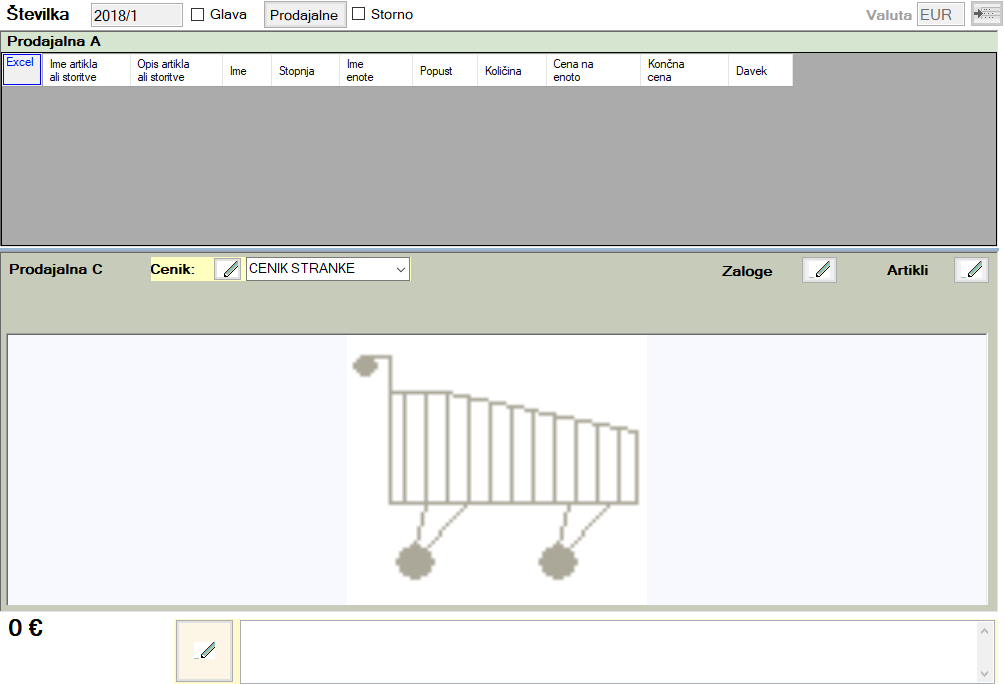 Številka 2018/1 Glava Prodajalne Storno Valuta EUR
Prodajalna A
Excel
Ime artikla ali storitve
Opis artikla ali storitve
Ime
Stopnja
Ime enote
Popust
Količina
Cena na enoto
Končna cena
Davek
Prodajalna C Cenik: CENIK STRANKE Zaloge Artikli
0 €